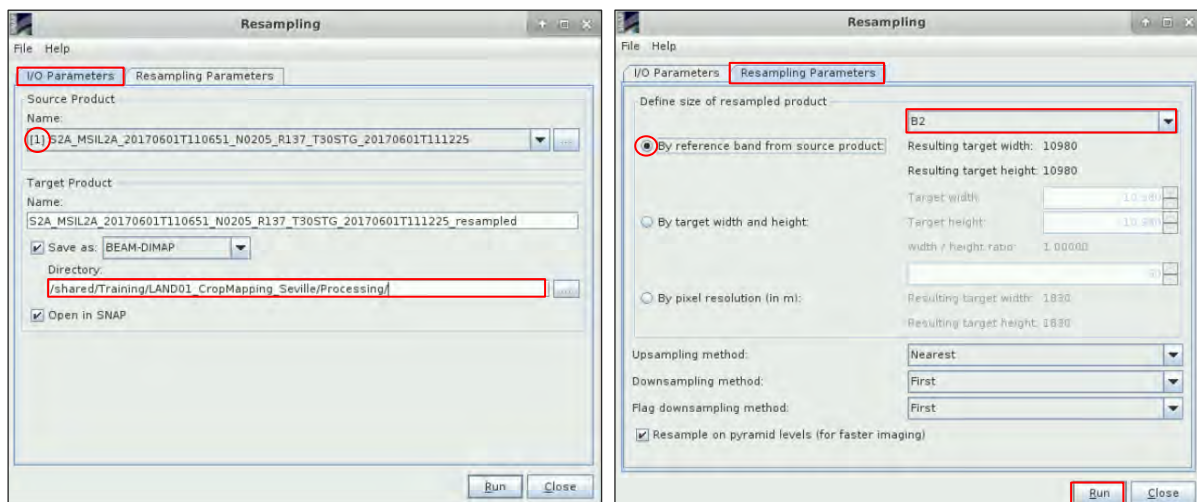 Resampling
File Help
I/O Parameters Resampling Parameters
Source Product
Name:
[1] S2A_MSIL2A_20170601T110651_N0205_R137_T30STG_20170601T111225
Target Product
Name:
S2A_MSIL2A_20170601T110651_N0205_R137_T30STG_20170601T111225_resampled
Save as: BEAM-DIMAP
Directory:
/shared/Training/LAND01_CropMapping_Seville/Processing/
Open in SNAP
Run Close
Resampling
File Help
I/O Parameters Resampling Parameters
Define size of resampled product
B2
By reference band from source product: Resulting target width: 10980
Resulting target height: 10980
Target width: 10,980
By target width and height: Target height: 10,980
Width / height ratio: 1.00000
By pixel resolution (in m): Resulting target width: 1830
Resulting target height: 1830
Upsampling method: Nearest
Downsampling method: First
Flag downsampling method: First
Resample on pyramid levels (for faster imaging)
Run Close